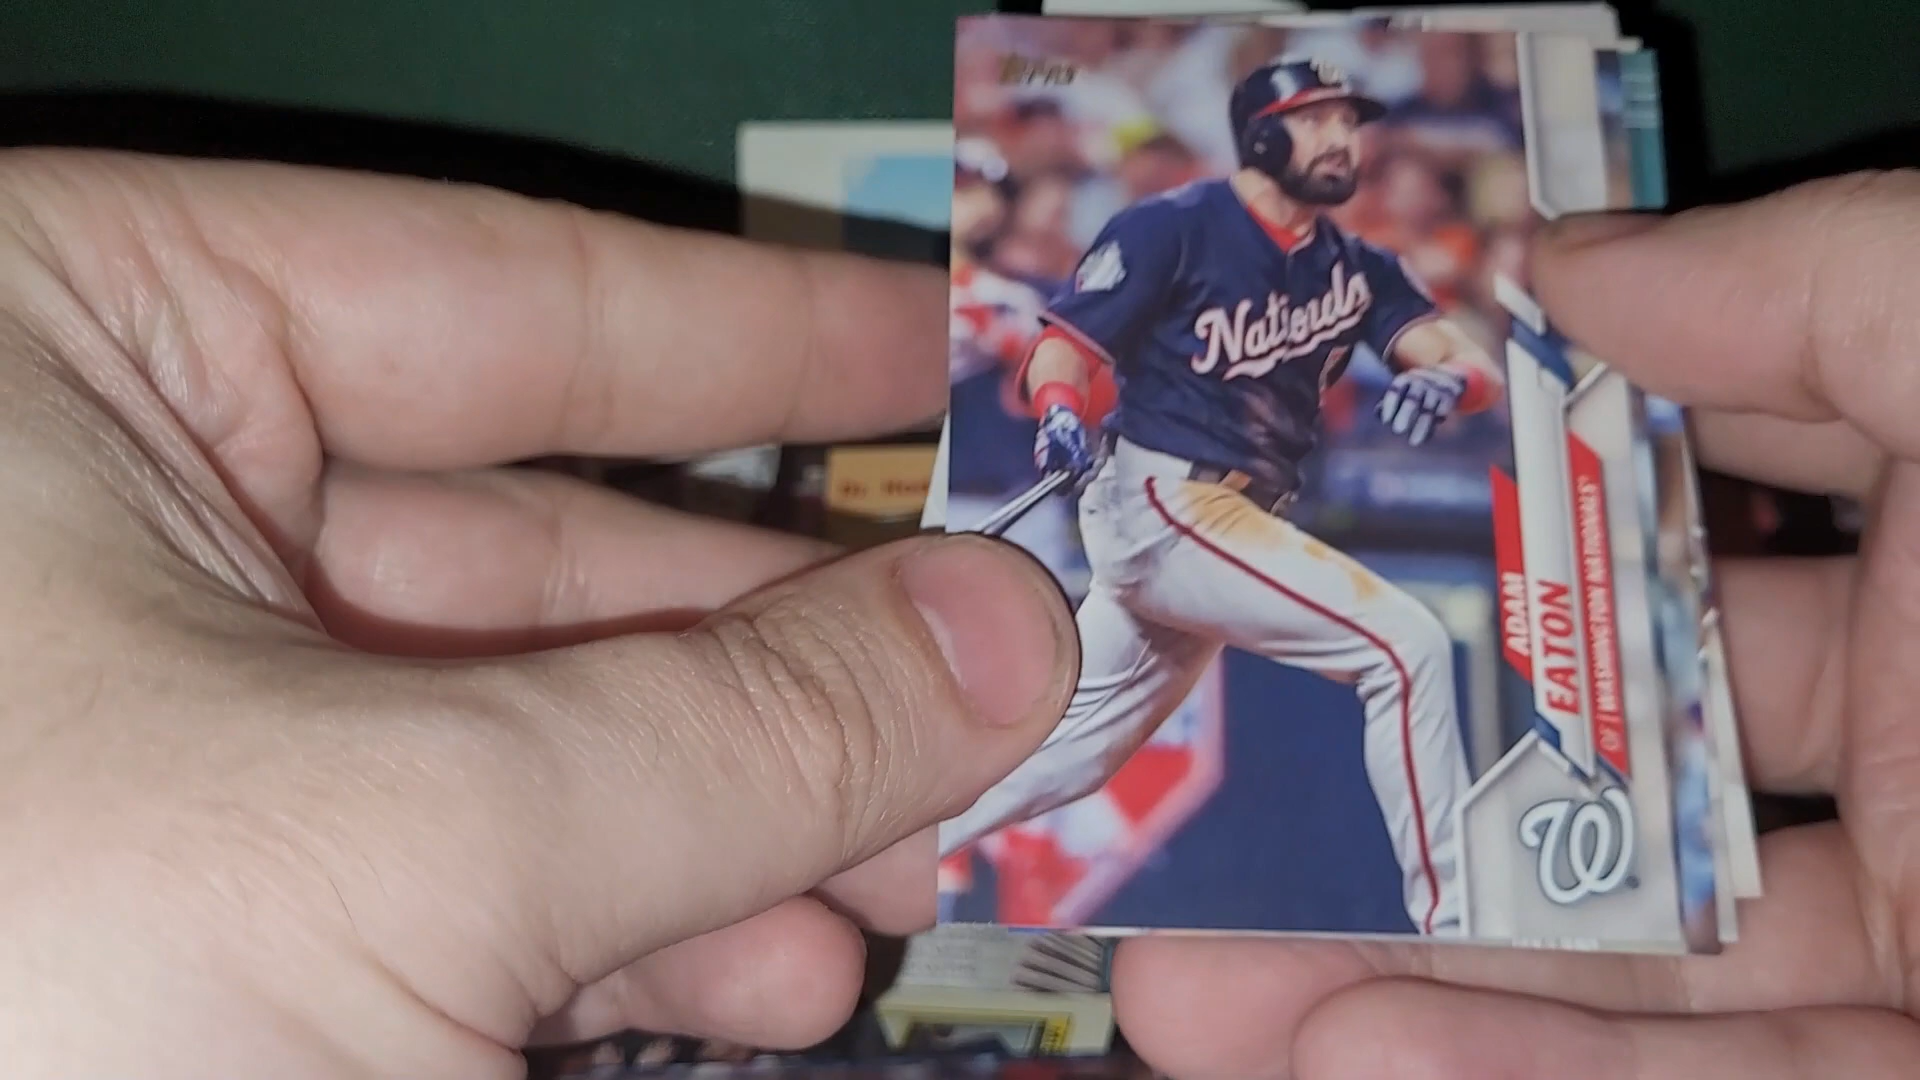 Topps
Nationals
ADAM
EATON
OF | WASHINGTON NATIONALS®
W